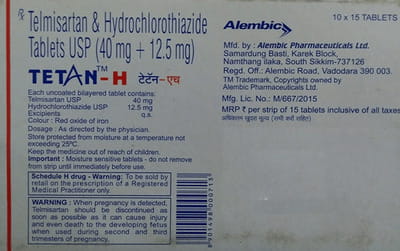 ℞ Telmisartan & Hydrochlorothiazide
Tablets USP (40 mg + 12.5 mg)
TETAN™-H टेटॅन-एच
Each uncoated bilayered tablet contains:
Telmisartan USP 40 mg
Hydrochlorothiazide USP 12.5 mg
Excipients q.s.
Colour : Red oxide of iron
Dosage : As directed by the physician.
Store protected from moisture at a temperature not
exceeding 25°C.
Keep the medicine out of reach of children.
Important : Moisture sensitive tablets - do not remove
from strip until immediately before use.
Schedule H drug - Warning: To be sold by
retail on the prescription of a Registered
Medical Practitioner only.
WARNING : When pregnancy is detected,
Telmisartan should be discontinued as
soon as possible as it can cause injury
and even death to the developing fetus
when used during second and third
trimesters of pregnancy.
Alembic
10 x 15 TABLETS
Mfd. by : Alembic Pharmaceuticals Ltd.
Samardung Basti, Karek Block,
Namthang ilaka, South Sikkim-737126
Regd. Off.: Alembic Road, Vadodara 390 003.
TM Trademark, Copyrights owned by
Alembic Pharmaceuticals Ltd.
Mfg. Lic. No.: M/667/2015
MRP ₹ per strip of 15 tablets inclusive of all taxes
अधिकतम खुदरा मूल्य (सभी करों सहित)